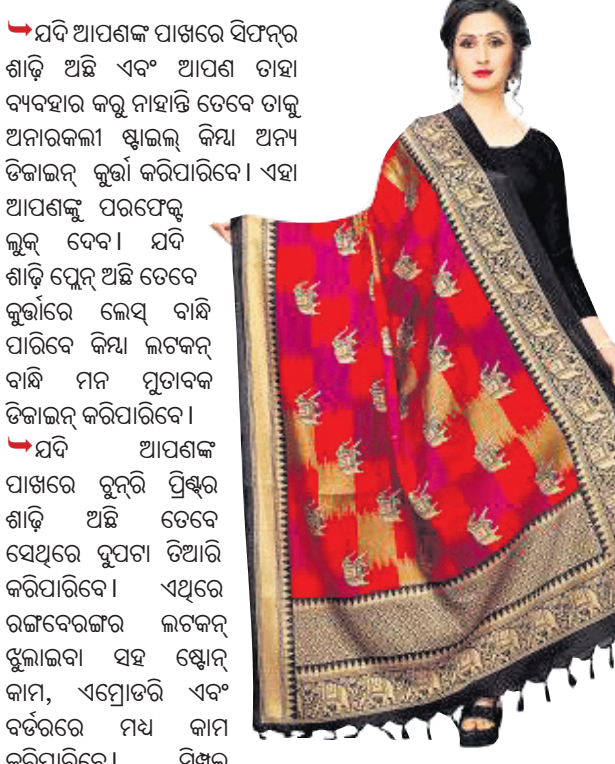 ➥ଯଦି ଆପଣଙ୍କ ପାଖରେ ସିଫନ୍‌ର
ଶାଢ଼ି ଅଛି ଏବଂ ଆପଣ ତାହା
ବ୍ୟବହାର କରୁ ନାହାନ୍ତି ତେବେ ତାକୁ
ଅନାରକଲୀ ଷ୍ଟାଇଲ୍ କିମ୍ବା ଅନ୍ୟ
ଡିଜାଇନ୍ କୁର୍ତ୍ତା କରିପାରିବେ। ଏହା
ଆପଣଙ୍କୁ ପରଫେକ୍ଟ
ଲୁକ୍ ଦେବ। ଯଦି
ଶାଢ଼ି ପ୍ଲେନ୍ ଅଛି ତେବେ
କୁର୍ତ୍ତାରେ ଲେସ୍ ବାନ୍ଧି
ପାରିବେ କିମ୍ବା ଲଟକନ୍
ବାନ୍ଧି ମନ ମୁତାବକ
ଡିଜାଇନ୍ କରିପାରିବେ।
➥ଯଦି ଆପଣଙ୍କ
ପାଖରେ ଚୁନ୍‌ରି ପ୍ରିଣ୍ଟ୍‌ର
ଶାଢ଼ି ଅଛି ତେବେ
ସେଥିରେ ଦୁପଟା ତିଆରି
କରିପାରିବେ। ଏଥିରେ
ରଙ୍ଗବେରଙ୍ଗର ଲଟକନ୍
ଝୁଲାଇବା ସହ ଷ୍ଟୋନ୍
କାମ, ଏମ୍ବ୍ରୋଡରି ଏବଂ
ବର୍ଡରରେ ମଧ୍ୟ କାମ
କରିପାରିବେ।